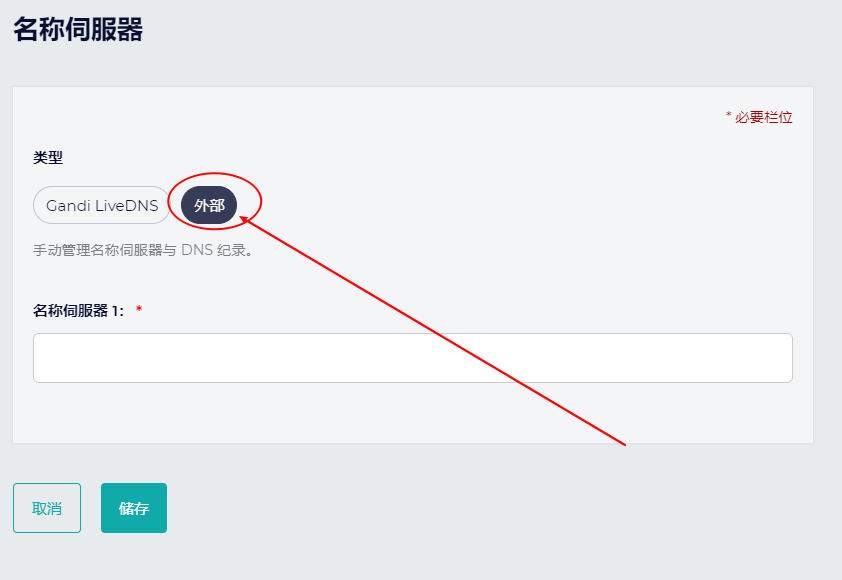 名称伺服器
* 必要栏位
类型
Gandi LiveDNS 外部
手动管理名称伺服器与 DNS 纪录。
名称伺服器 1: *
取消 储存